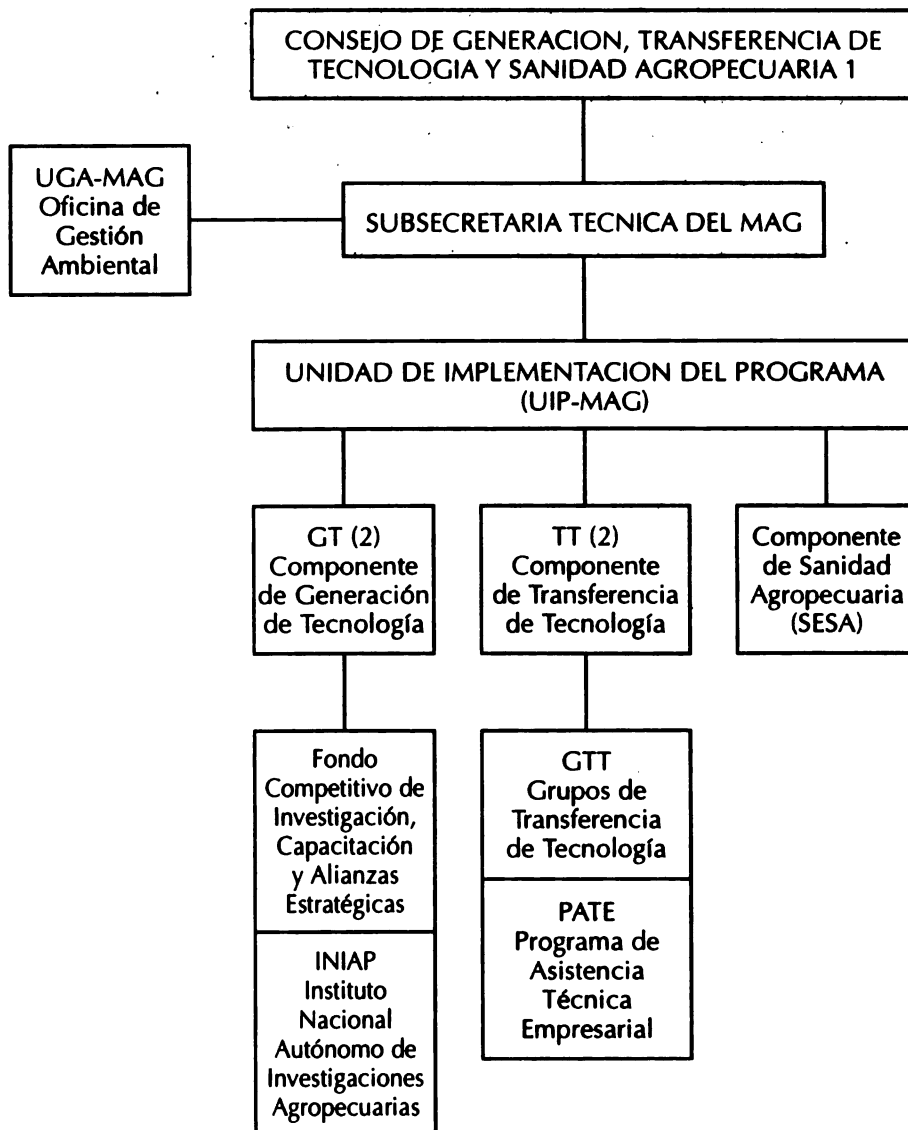 CONSEJO DE GENERACION, TRANSFERENCIA DE
TECNOLOGIA Y SANIDAD AGROPECUARIA 1
UGA-MAG
Oficina de
Gestión
Ambiental
SUBSECRETARIA TECNICA DEL MAG
UNIDAD DE IMPLEMENTACION DEL PROGRAMA
(UIP-MAG)
GT (2)
Componente
de Generación
de Tecnología
TT (2)
Componente
de Transferencia
de Tecnología
Componente
de Sanidad
Agropecuaria
(SESA)
Fondo
Competitivo de
Investigación,
Capacitación
y Alianzas
Estratégicas
INIAP
Instituto
Nacional
Autónomo de
Investigaciones
Agropecuarias
GTT
Grupos de
Transferencia
de Tecnología
PATE
Programa de
Asistencia
Técnica
Empresarial